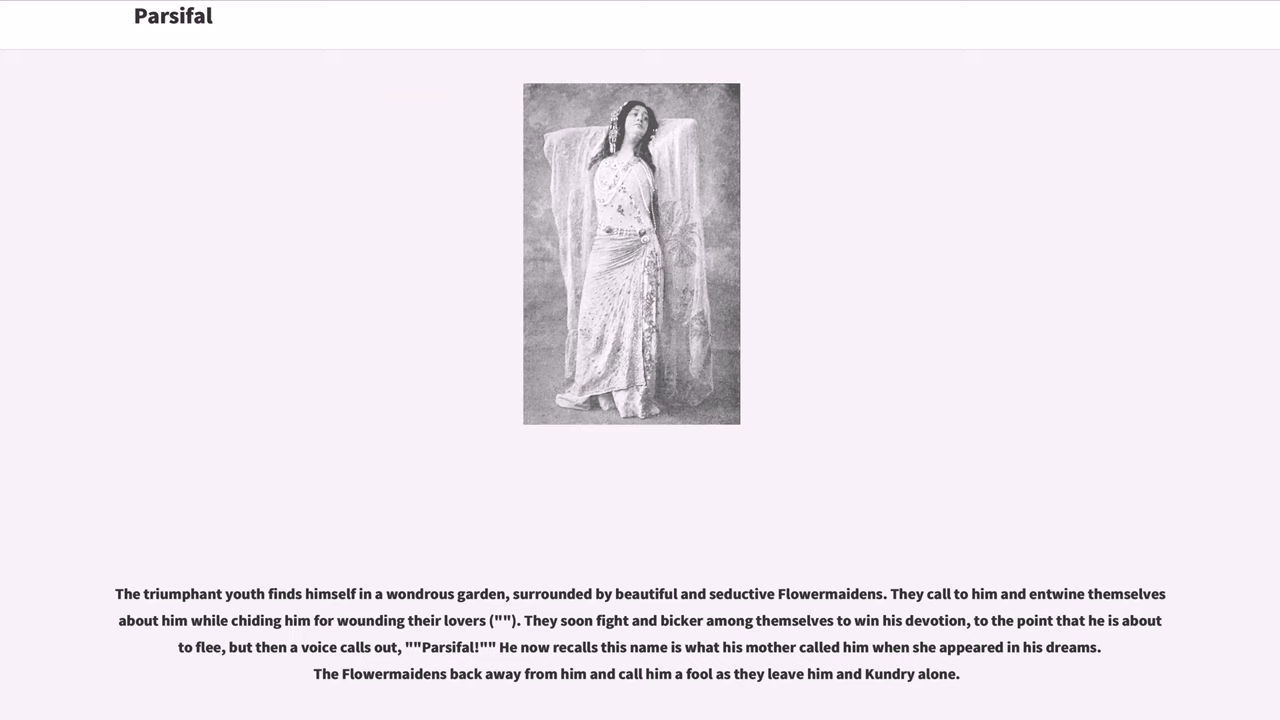 Parsifal
The triumphant youth finds himself in a wondrous garden, surrounded by beautiful and seductive Flowermaidens. They call to him and entwine themselves
about him while chiding him for wounding their lovers (""). They soon fight and bicker among themselves to win his devotion, to the point that he is about
to flee, but then a voice calls out, ""Parsifal!"" He now recalls this name is what his mother called him when she appeared in his dreams.
The Flowermaidens back away from him and call him a fool as they leave him and Kundry alone.